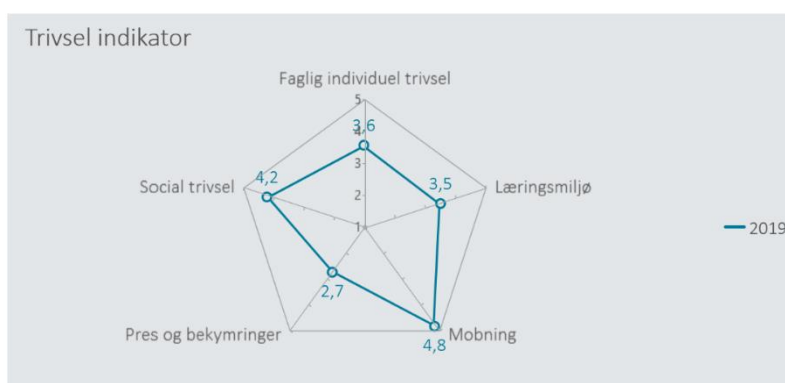 Trivsel indikator
Faglig individuel trivsel
5
3,6
4
3
2
1
4,2
Social trivsel
3,5
Læringsmiljø
2019
2,7
Pres og bekymringer
Mobning
4,8